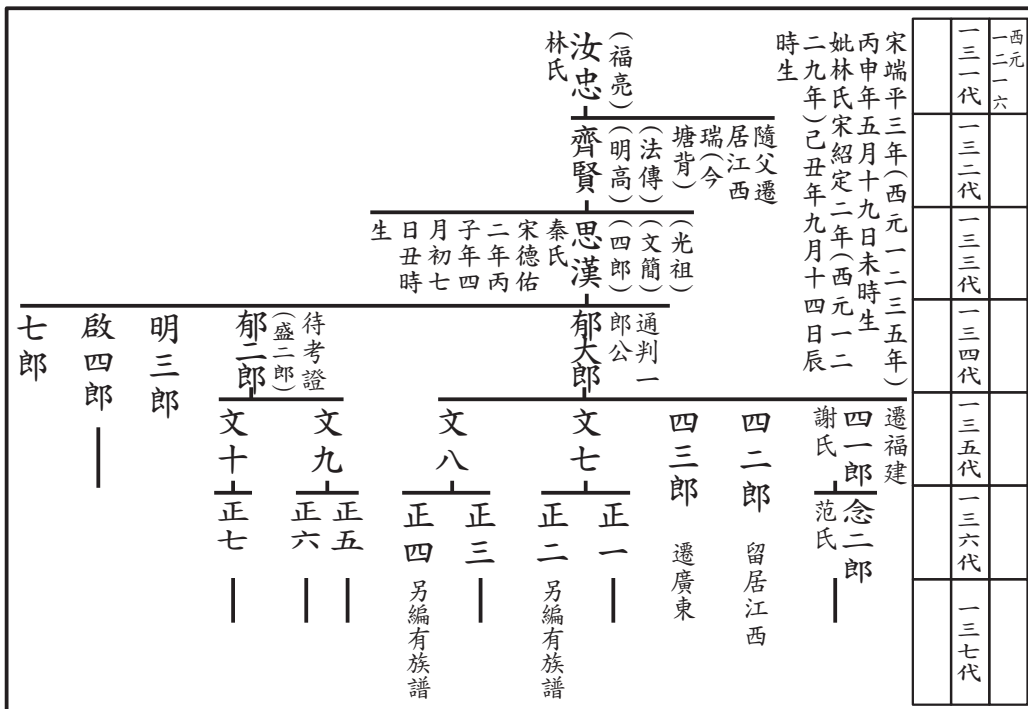 西元
一二一六
一三一代
一三二代
一三三代
一三四代
一三五代
一三六代
一三七代
宋端平三年(西元一二三五年)
丙申年五月十九日未時生
妣林氏宋紹定二年(西元一二
二九年)己丑年九月十四日辰
時生
(福亮)
汝忠
林氏
隨父遷
居江西
瑞(今
塘背)
(法傳)
(明高)
齊賢
(光祖)
(文簡)
(四郎)
思漢
秦氏
宋德佑
二年丙
子年四
月初七
日丑時
生
通判一
郎公
郁大郎
待考證
(盛二郎)
郁二郎
明三郎
啟四郎
七郎
遷福建
四一郎
謝氏
四二郎
留居江西
四三郎
遷廣東
文七
文八
文九
文十
念二郎
范氏
正一
正二
另編有族譜
正三
正四
另編有族譜
正五
正六
正七